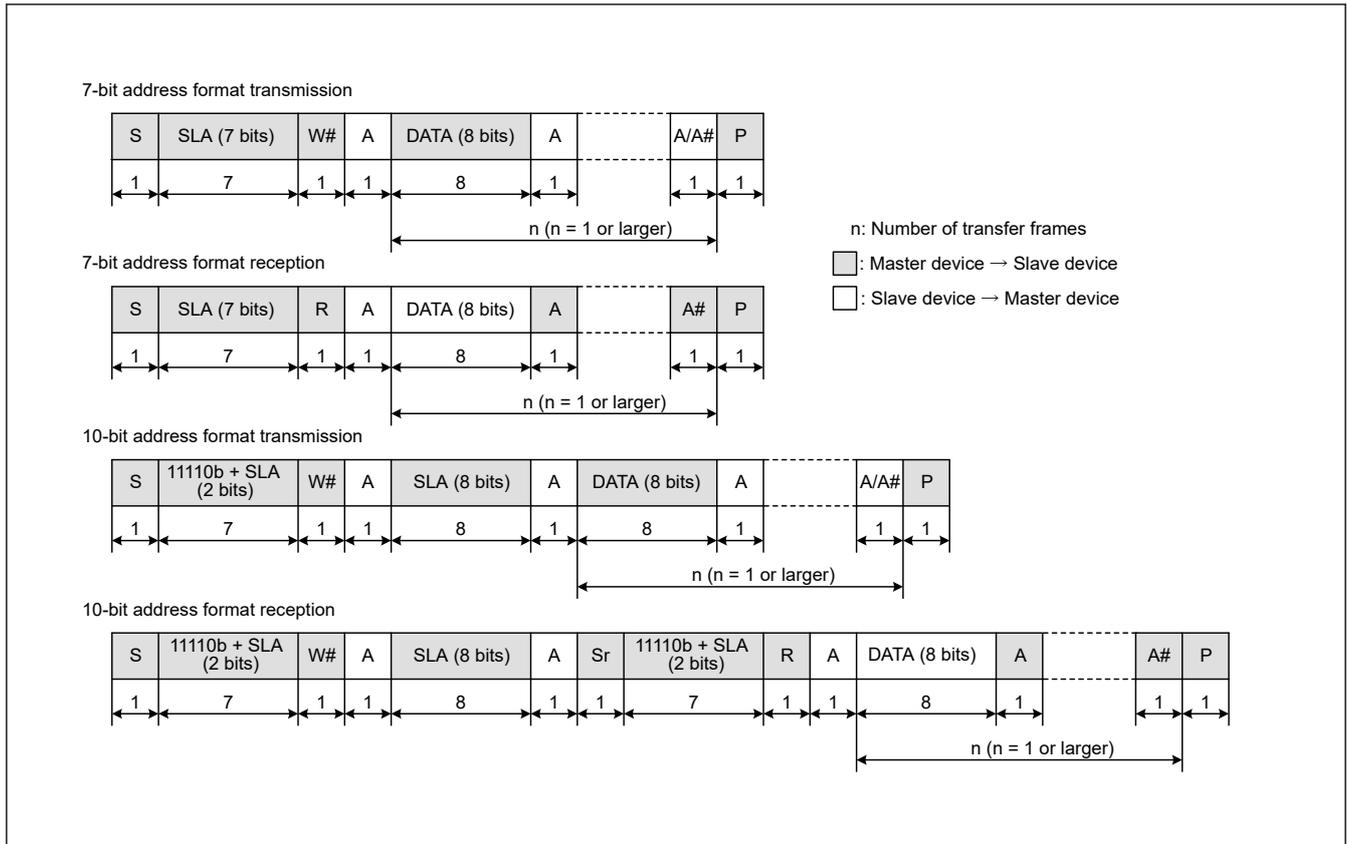 7-bit address format transmission
S SLA (7 bits) W# A DATA (8 bits) A A/A# P
1 7 1 1 8 1 1 1
n (n = 1 or larger)
n: Number of transfer frames
: Master device → Slave device
: Slave device → Master device
7-bit address format reception
S SLA (7 bits) R A DATA (8 bits) A A# P
1 7 1 1 8 1 1 1
n (n = 1 or larger)
10-bit address format transmission
S 11110b + SLA (2 bits) W# A SLA (8 bits) A DATA (8 bits) A A/A# P
1 7 1 1 8 1 8 1 1 1
n (n = 1 or larger)
10-bit address format reception
S 11110b + SLA (2 bits) W# A SLA (8 bits) A Sr 11110b + SLA (2 bits) R A DATA (8 bits) A A# P
1 7 1 1 8 1 1 7 1 1 8 1 1 1
n (n = 1 or larger)